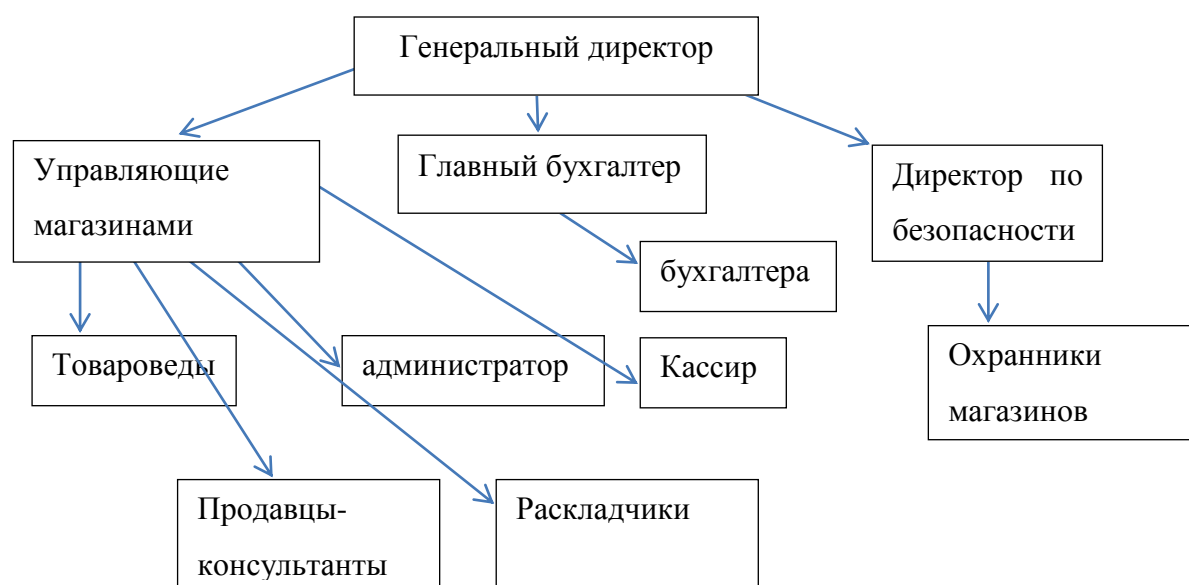 Генеральный директор
Управляющие
магазинами
Главный бухгалтер
Директор по
безопасности
бухгалтера
Товароведы
администратор
Кассир
Охранники
магазинов
Продавцы-
консультанты
Раскладчики